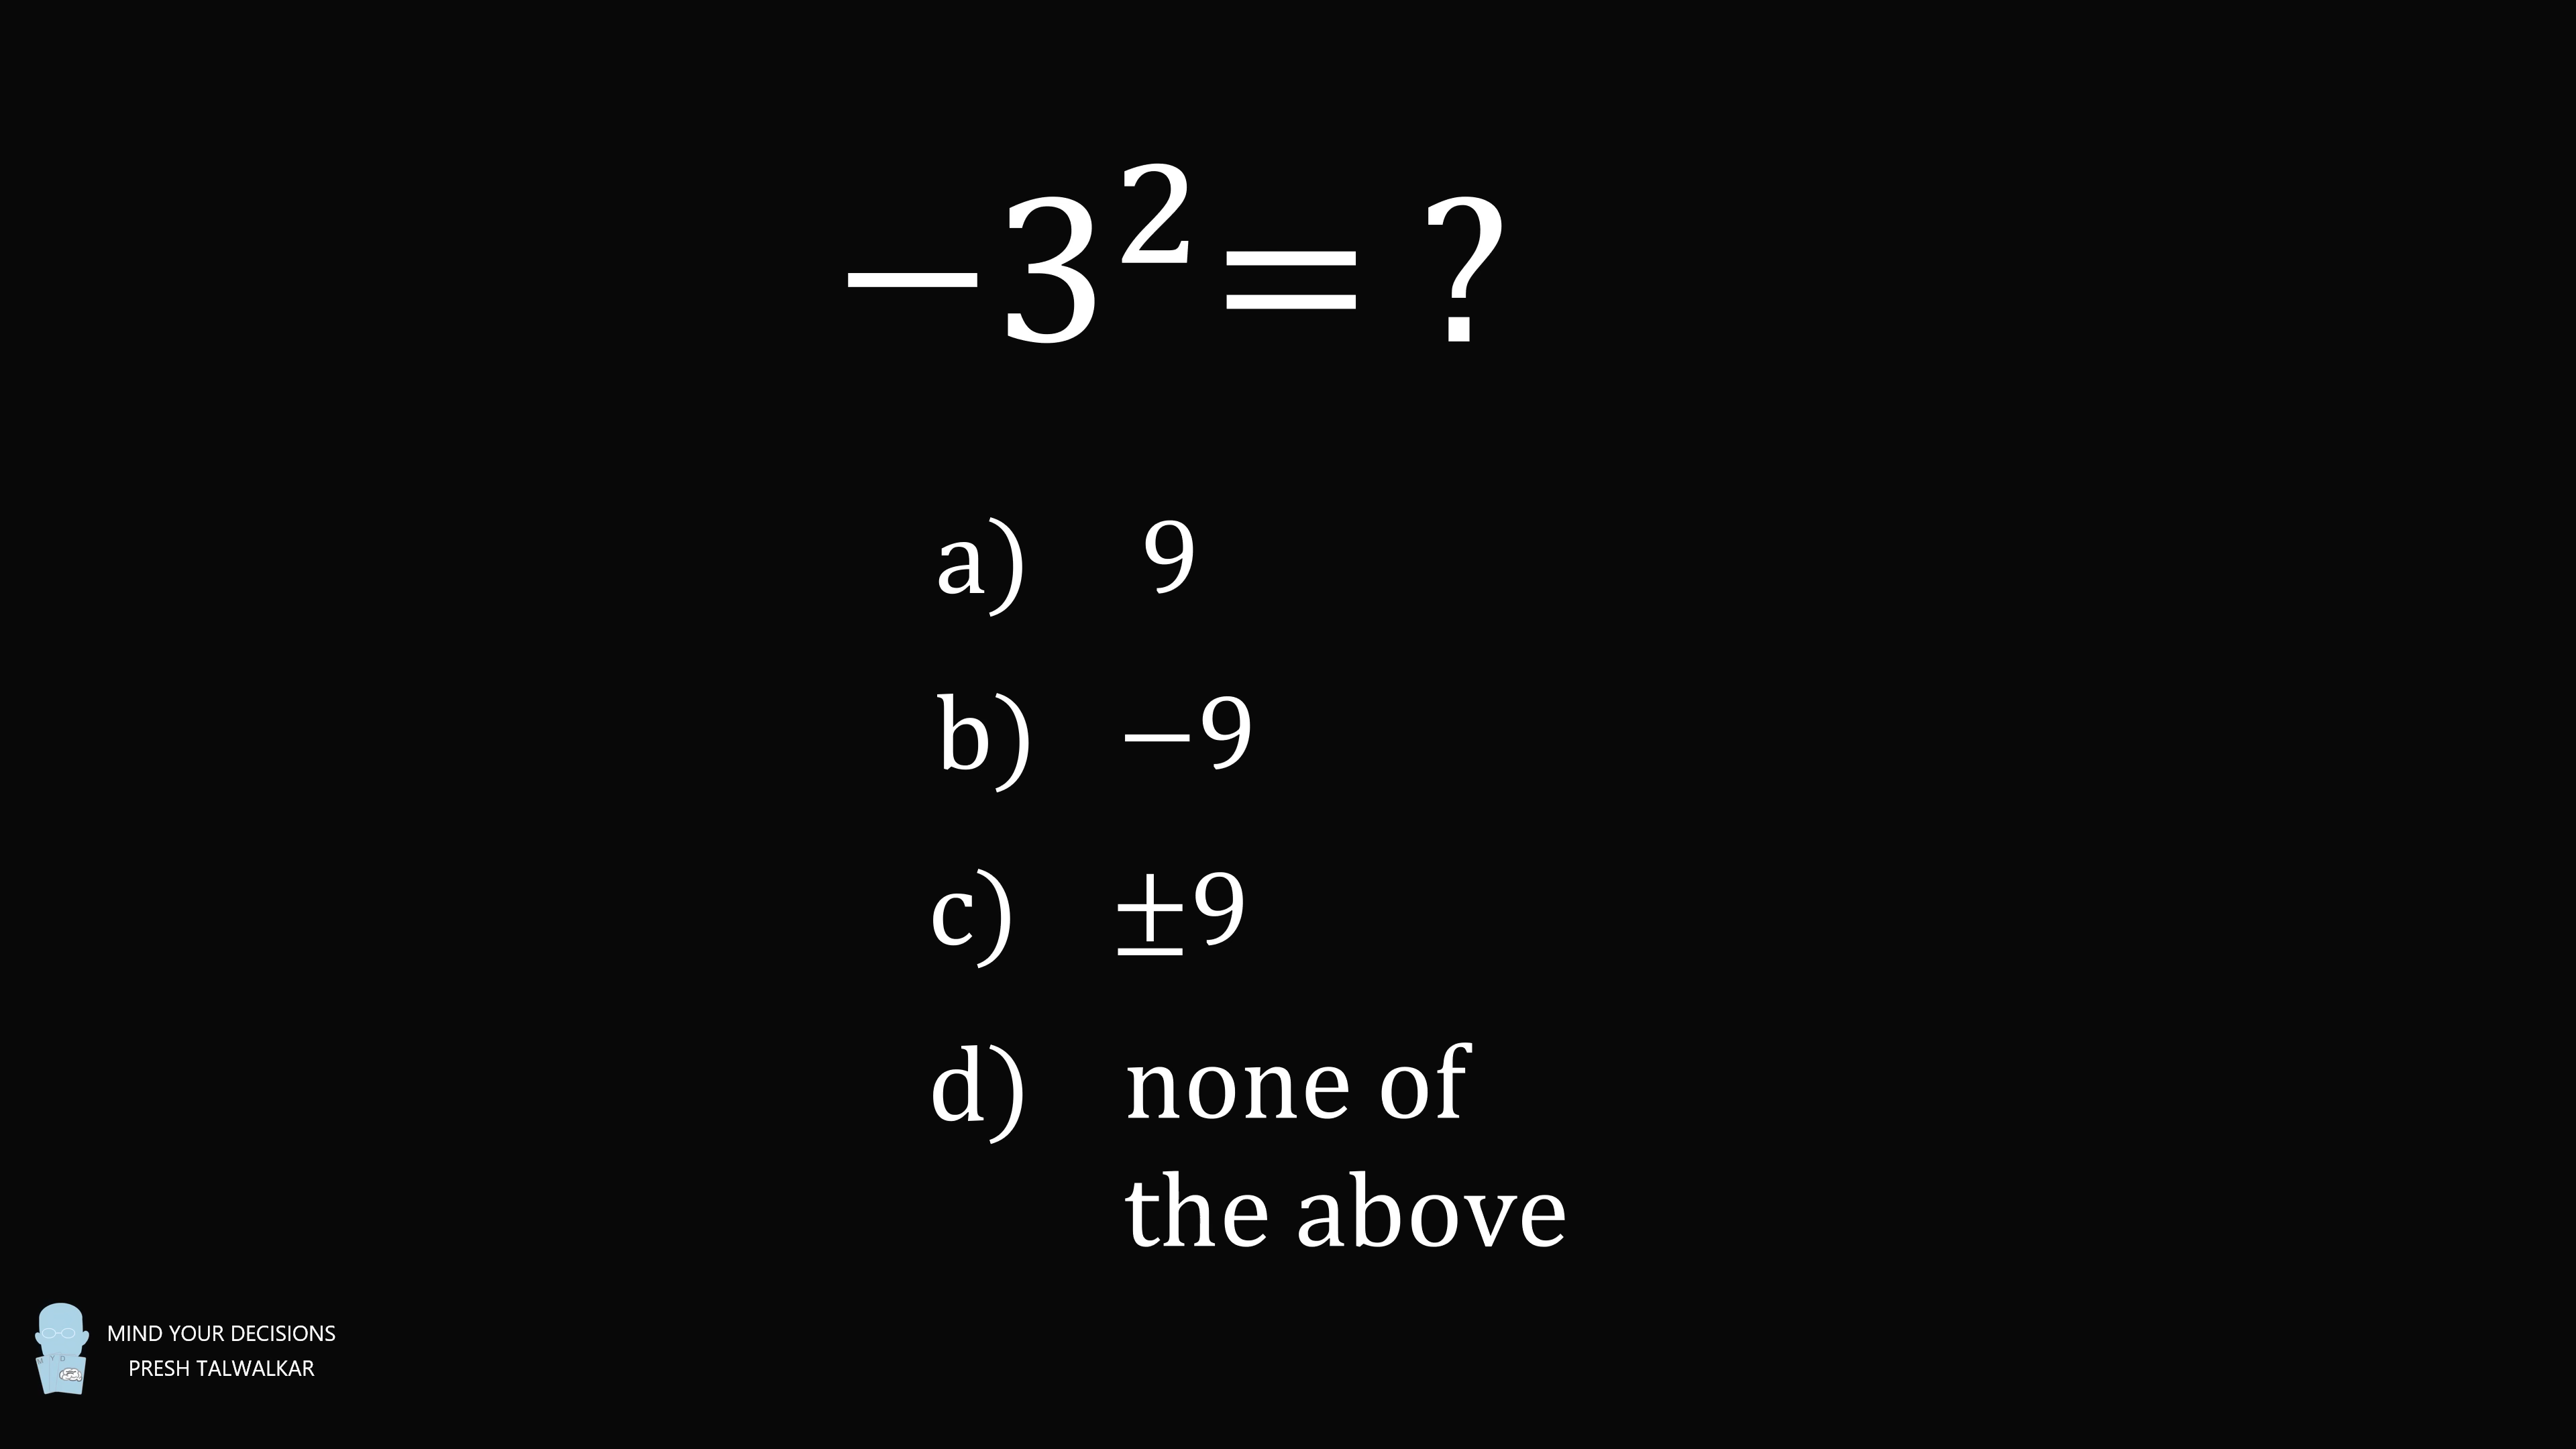 −3²= ?
a) 9
b) −9
c) ±9
d) none of
the above
MIND YOUR DECISIONS
PRESH TALWALKAR